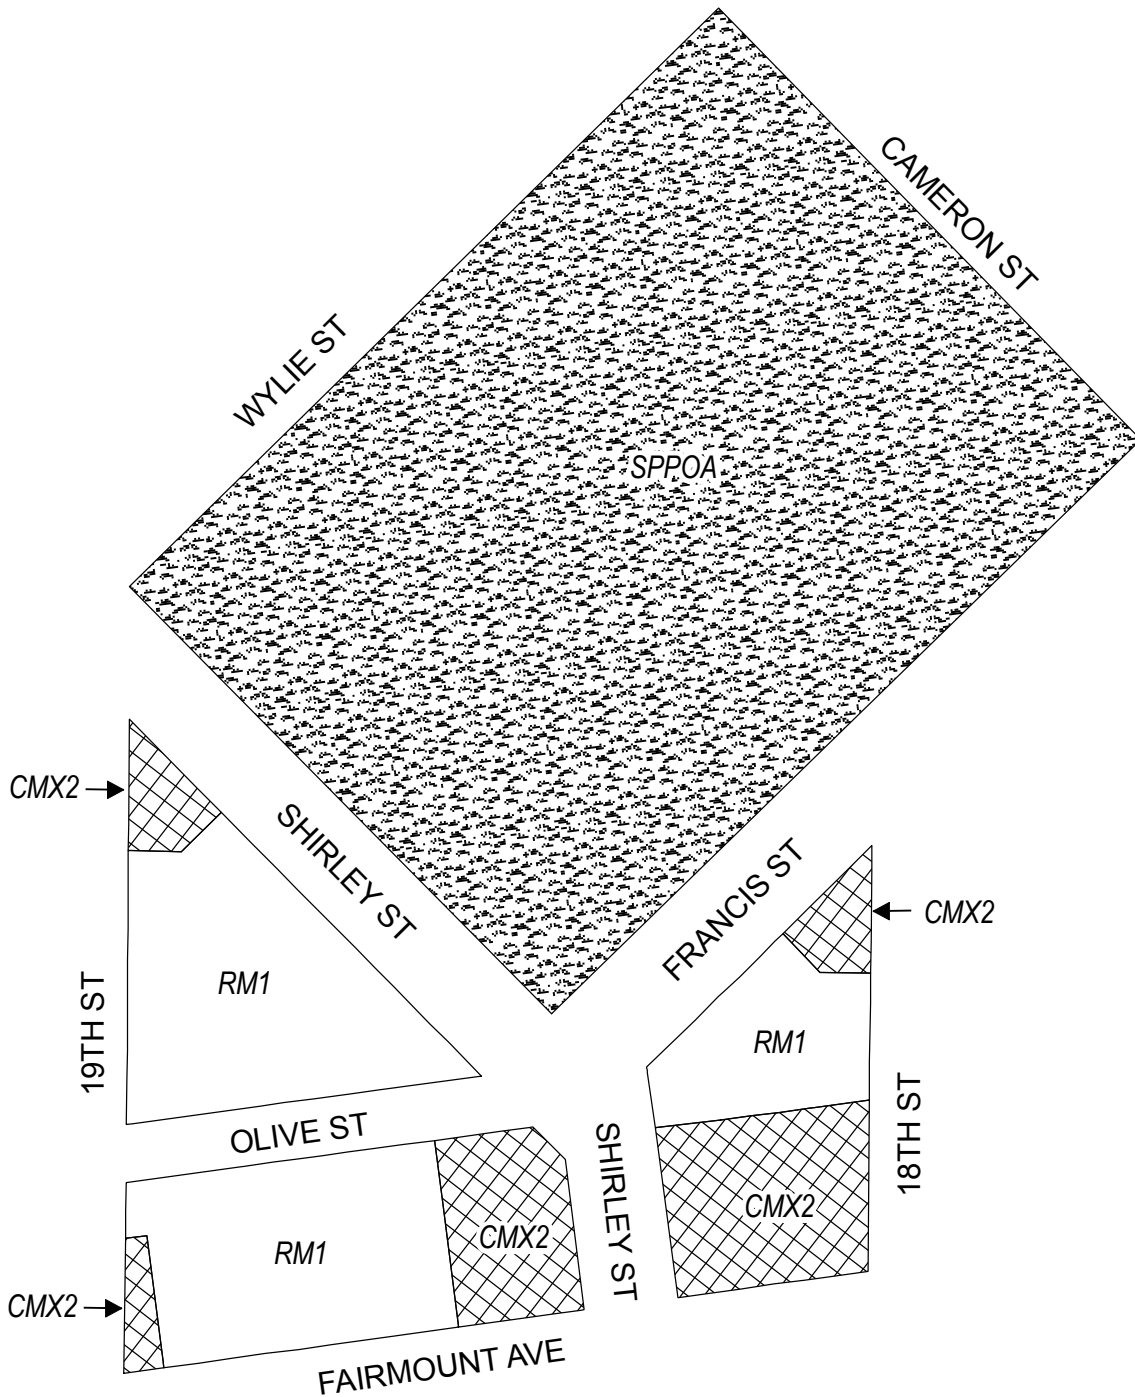 CAMERON ST
WYLIE ST
SPPOA
CMX2
SHIRLEY ST
FRANCIS ST
CMX2
19TH ST
RM1
RM1
OLIVE ST
SHIRLEY ST
18TH ST
CMX2
CMX2
RM1
CMX2
FAIRMOUNT AVE